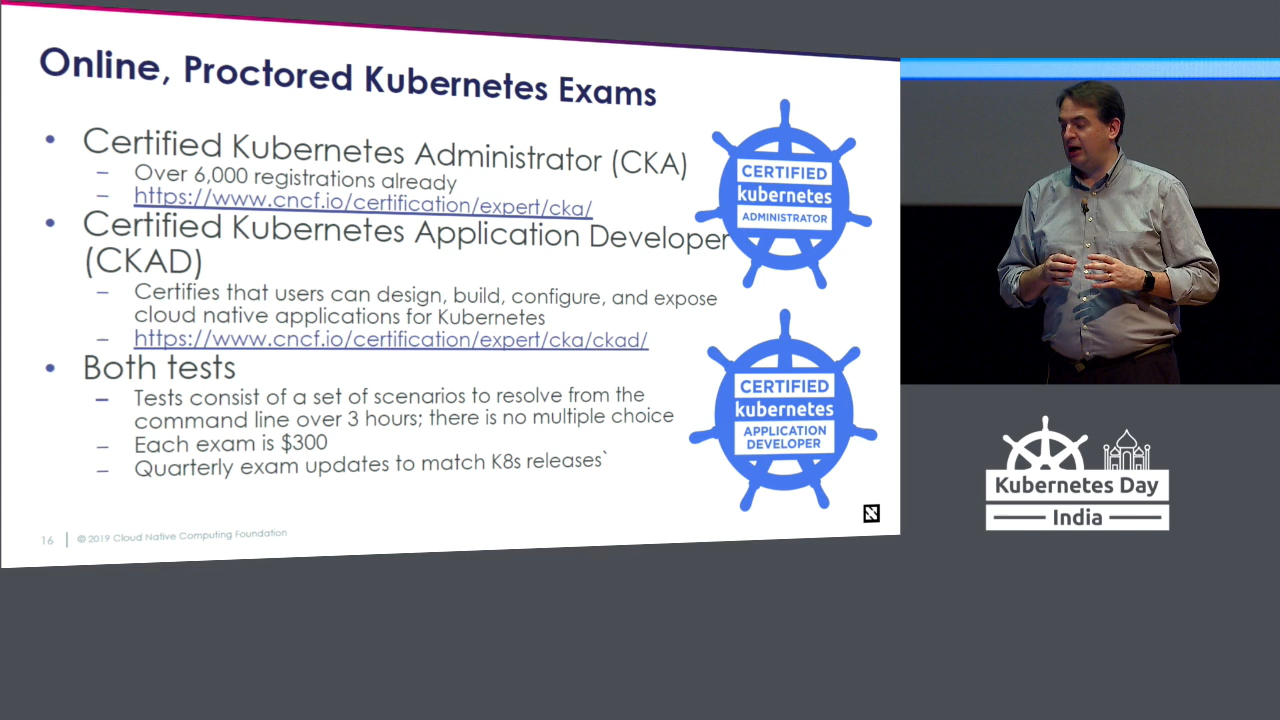 Online, Proctored Kubernetes Exams
• Certified Kubernetes Administrator (CKA)
– Over 6,000 registrations already
– https://www.cncf.io/certification/expert/cka/
• Certified Kubernetes Application Developer
(CKAD)
– Certifies that users can design, build, configure, and expose
cloud native applications for Kubernetes
– https://www.cncf.io/certification/expert/cka/ckad/
• Both tests
– Tests consist of a set of scenarios to resolve from the
command line over 3 hours; there is no multiple choice
– Each exam is $300
– Quarterly exam updates to match K8s releases`
16 | © 2019 Cloud Native Computing Foundation
CERTIFIED
kubernetes
ADMINISTRATOR
CERTIFIED
kubernetes
APPLICATION
DEVELOPER
Kubernetes Day
India